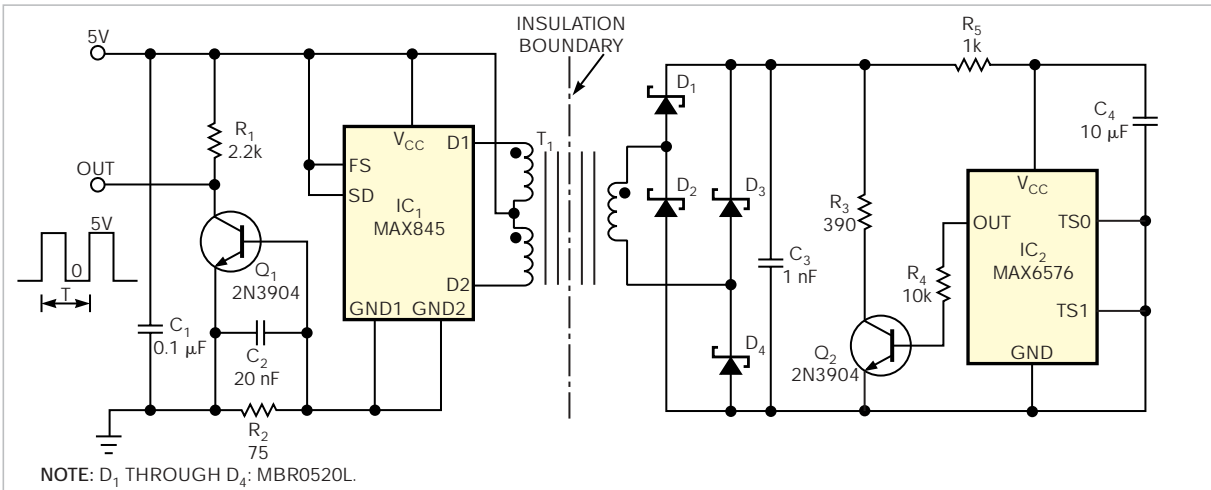 5V
INSULATION
BOUNDARY
R5
1k
D1
C4
10 µF
R1
2.2k
VCC
D1
T1
FS
SD
IC1
MAX845
OUT
D2
D3
VCC
R3
390
OUT
TS0
IC2
MAX6576
5V
0
T
Q1
2N3904
D2
C3
1 nF
R4
10k
TS1
GND1 GND2
C1
0.1 µF
C2
20 nF
D4
Q2
2N3904
GND
R2
75
NOTE: D1 THROUGH D4: MBR0520L.